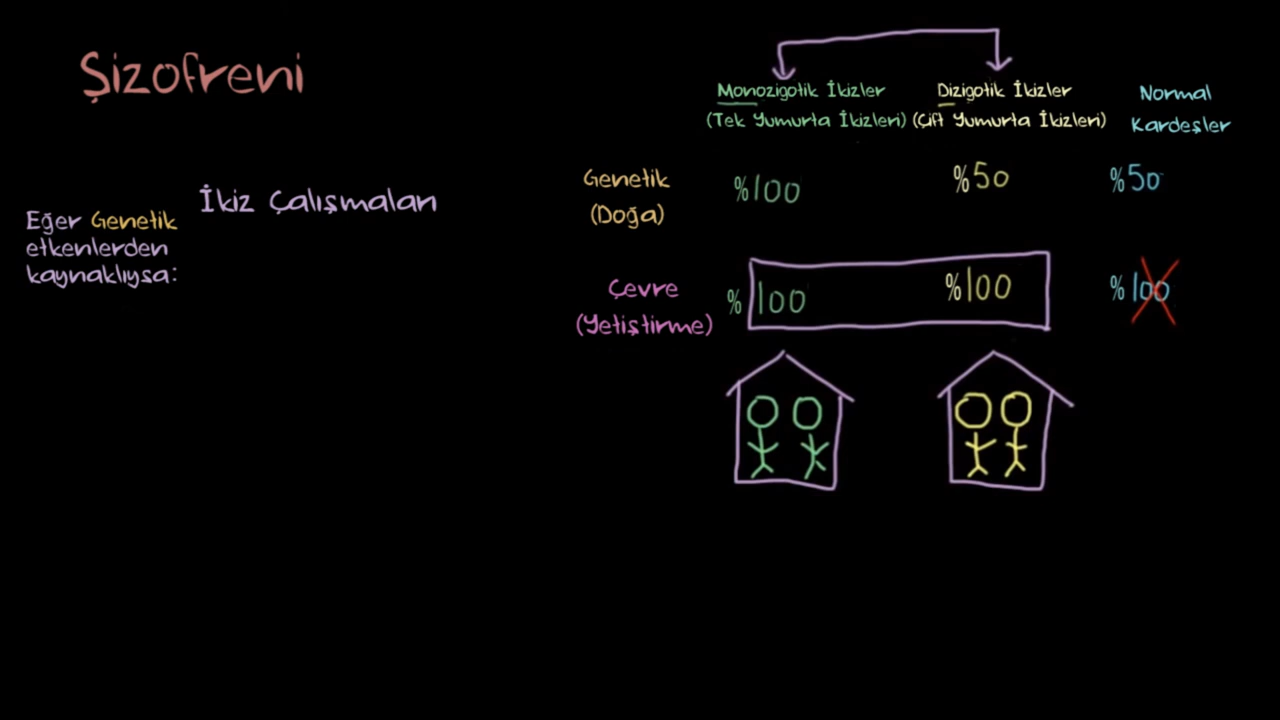 Şizofreni
İkiz Çalışmaları
Eğer Genetik
etkenlerden
kaynaklıysa:
Monozigotik İkizler
(Tek Yumurta İkizleri)
Dizigotik İkizler
(Çift Yumurta İkizleri)
Normal
Kardeşler
Genetik
(Doğa)
%100
%50
%50
Çevre
(Yetiştirme)
%100
%100
%100